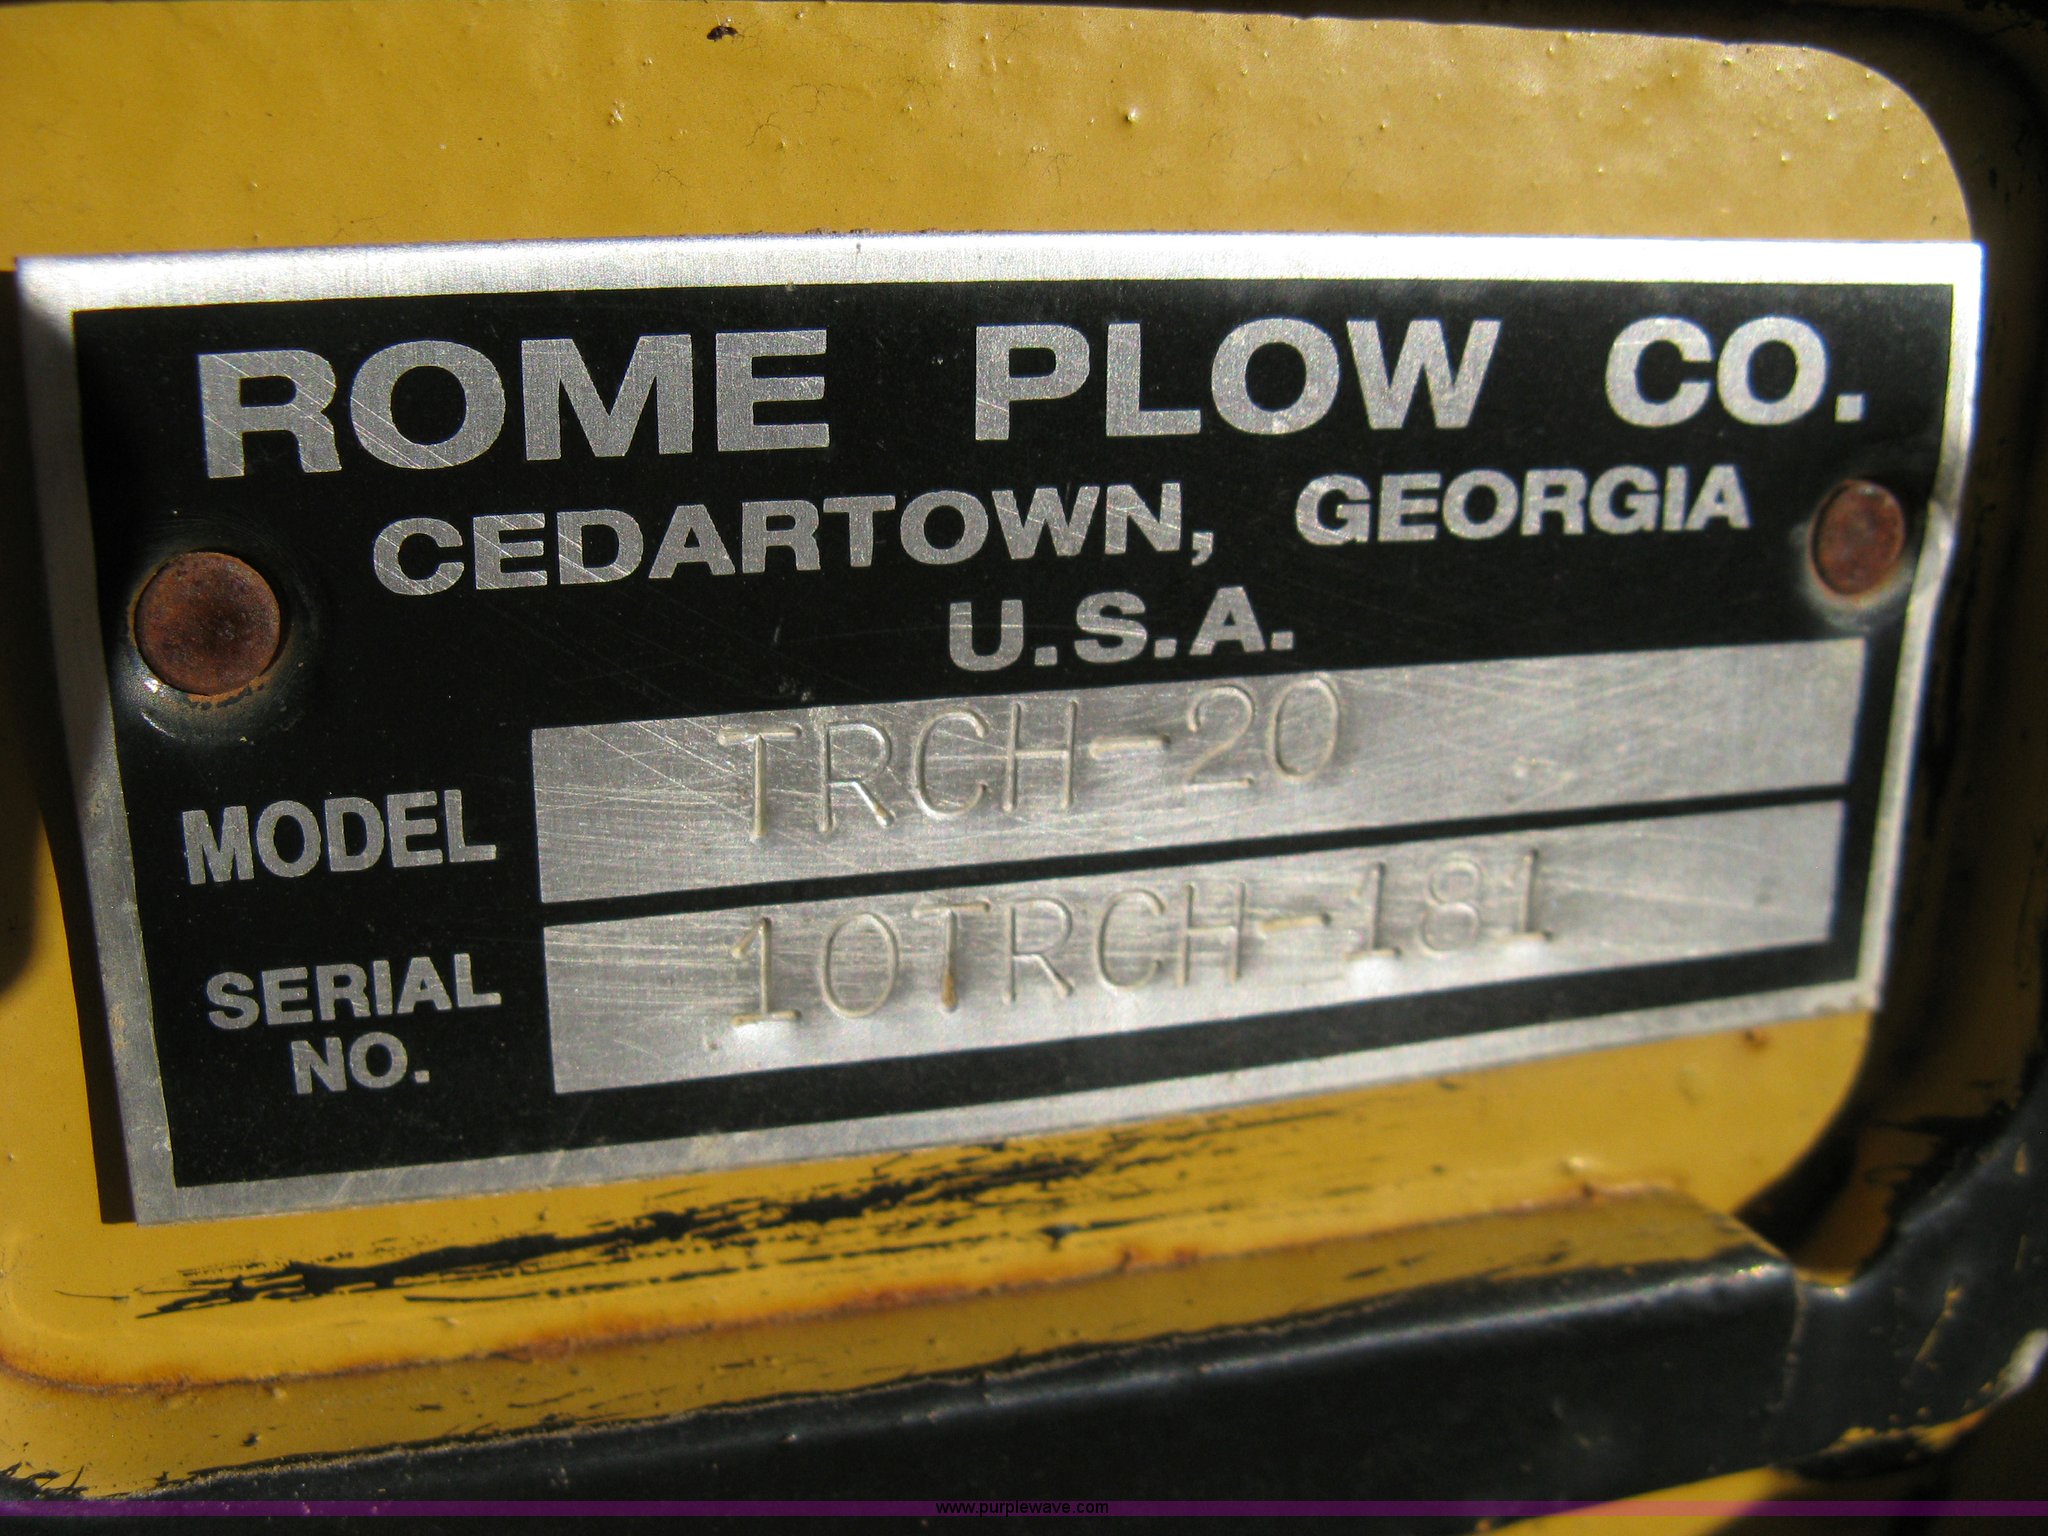 ROME PLOW CO.
CEDARTOWN, GEORGIA
U.S.A.
MODEL TRCH-20
SERIAL NO. 10TRCH-181
www.purplewave.com